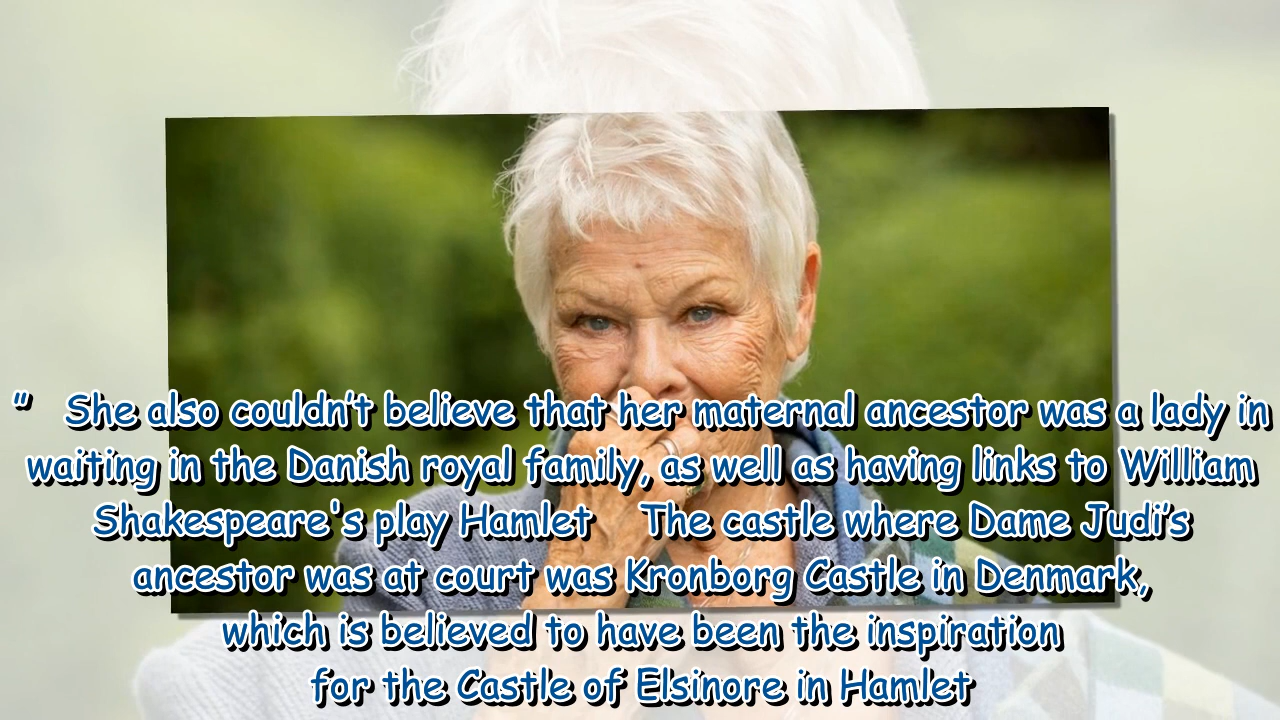 " She also couldn't believe that her maternal ancestor was a lady in
waiting in the Danish royal family, as well as having links to William
Shakespeare's play Hamlet The castle where Dame Judi's
ancestor was at court was Kronborg Castle in Denmark,
which is believed to have been the inspiration
for the Castle of Elsinore in Hamlet